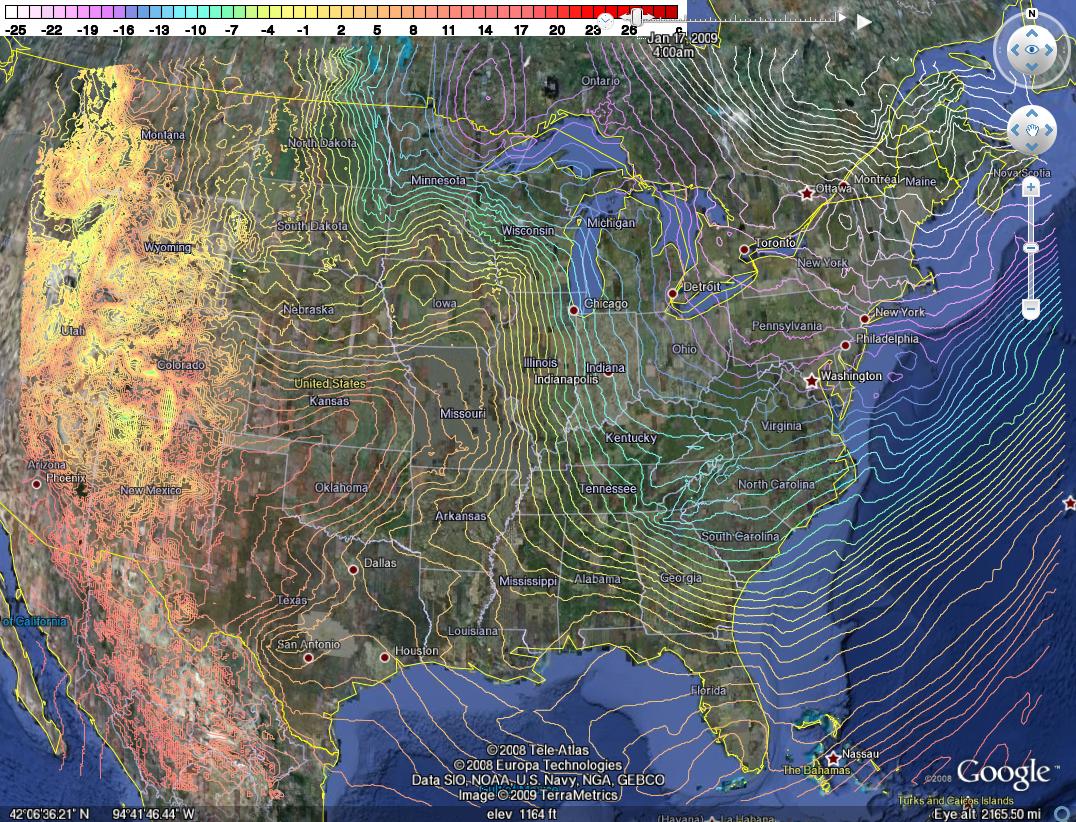 -25 -22 -19 -16 -13 -10 -7 -4 -1 2 5 8 11 14 17 20 23 26
Jan 17, 2009
4:00am
N
Ontario
Montana
North Dakota
Minnesota
Ottawa
Montréal
Maine
Nova Scotia
South Dakota
Wisconsin
Michigan
Wyoming
Toronto
New York
Detroit
Nebraska
Iowa
Chicago
New York
Utah
Pennsylvania
Philadelphia
Colorado
Illinois
Indiana
Ohio
Indianapolis
Washington
United States
Kansas
Missouri
Virginia
Kentucky
Arizona
Phoenix
New Mexico
Oklahoma
Tennessee
North Carolina
Arkansas
South Carolina
Dallas
Mississippi
Alabama
Georgia
Texas
of California
Louisiana
San Antonio
Houston
Florida
©2008 Tele Atlas
©2008 Europa Technologies
Data SIO, NOAA, U.S. Navy, NGA, GEBCO
Image ©2009 TerraMetrics
Nassau
The Bahamas
©2008 Google™
Turks and Caicos Islands
42°06'36.21" N 94°41'46.44" W
elev 1164 ft
Eye alt 2165.50 mi
(Havana) La Habana